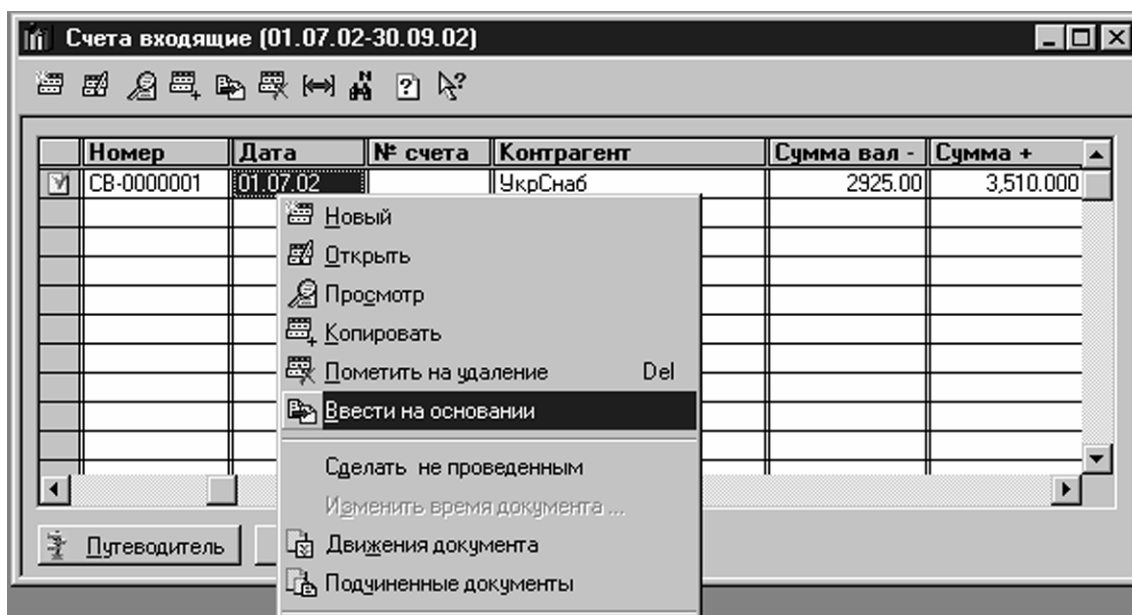 Счета входящие (01.07.02-30.09.02)
Номер Дата № счета Контрагент Сумма вал - Сумма +
СВ-0000001 01.07.02 УкрСнаб 2925.00 3,510.000
Новый
Открыть
Просмотр
Копировать
Пометить на удаление Del
Ввести на основании
Сделать не проведенным
Изменить время документа ...
Путеводитель
Движения документа
Подчиненные документы